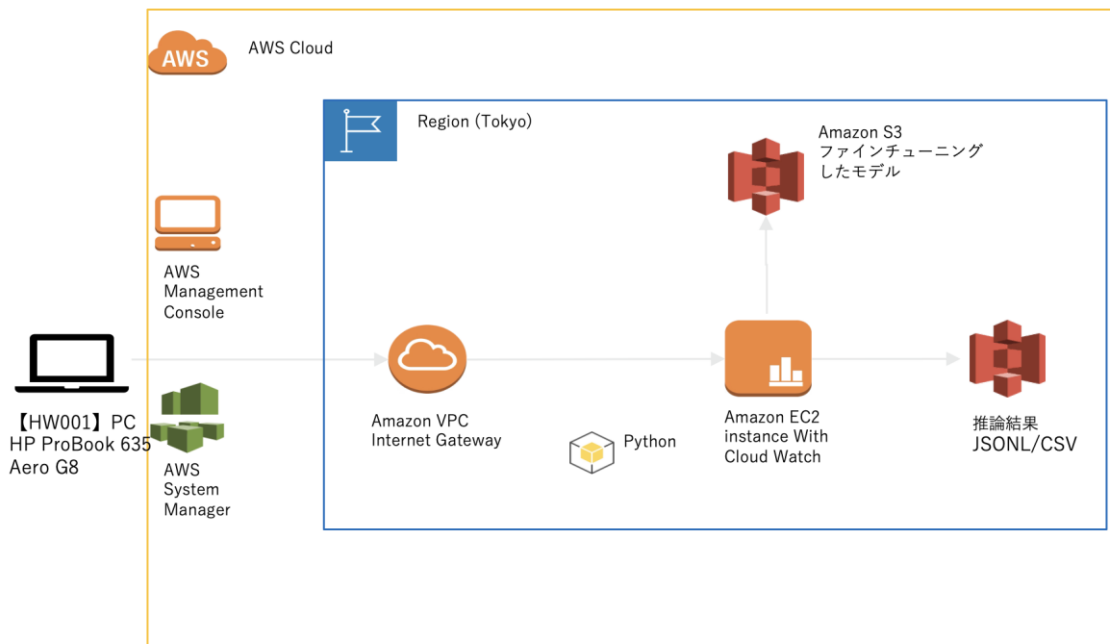 AWS
AWS Cloud
Region (Tokyo)
Amazon S3
ファインチューニング
したモデル
AWS
Management
Console
【HW001】PC
HP ProBook 635
Aero G8
AWS
System
Manager
Amazon VPC
Internet Gateway
Python
Amazon EC2
instance With
Cloud Watch
推論結果
JSONL/CSV